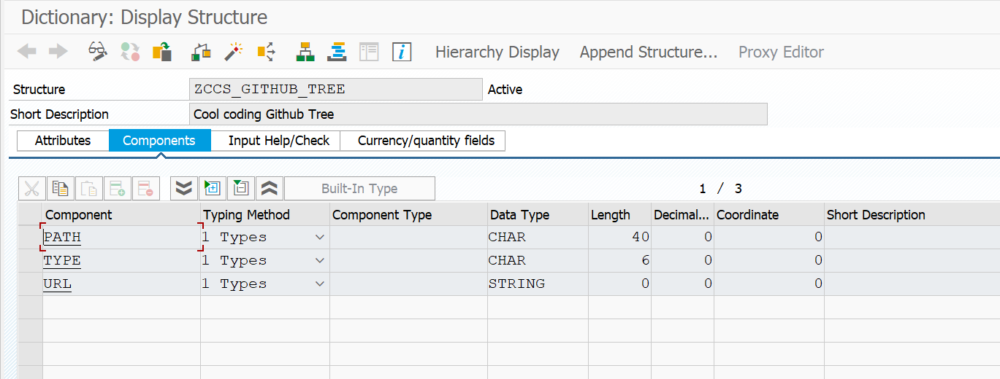 Dictionary: Display Structure
Hierarchy Display Append Structure... Proxy Editor
Structure ZCCS_GITHUB_TREE Active
Short Description Cool coding Github Tree
Attributes Components Input Help/Check Currency/quantity fields
Built-In Type 1 / 3
Component Typing Method Component Type Data Type Length Decimal... Coordinate Short Description
PATH 1 Types CHAR 40 0 0
TYPE 1 Types CHAR 6 0 0
URL 1 Types STRING 0 0 0